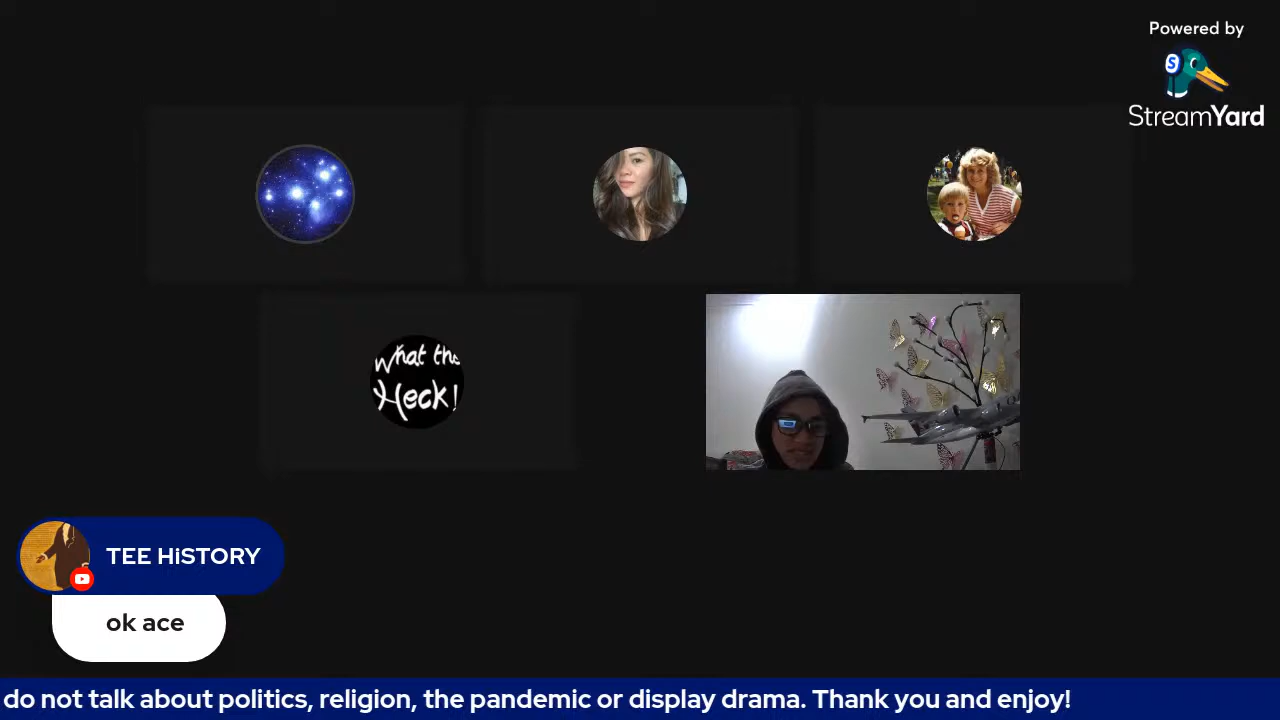 Powered by
S
StreamYard
What the
Heck!
TEE HiSTORY
ok ace
do not talk about politics, religion, the pandemic or display drama. Thank you and enjoy!